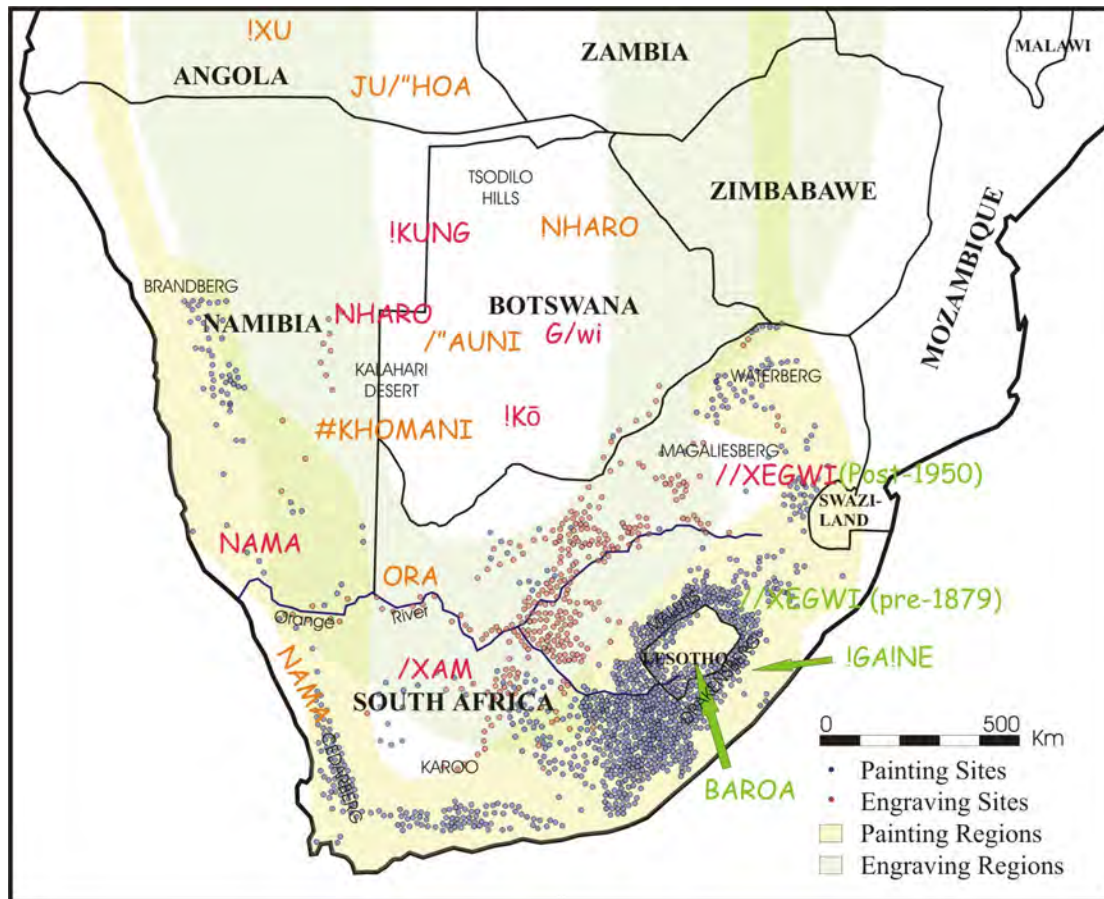 !XU
ZAMBIA
MALAWI
ANGOLA
JU/"HOA
TSODILO
HILLS
ZIMBABAWE
!KUNG
NHARO
MOZAMBIQUE
BRANDBERG
NAMIBIA
NHARO
BOTSWANA
/"AUNI
G/wi
KALAHARI
DESERT
WATERBERG
!Kō
#KHOMANI
MAGALIESBERG
//XEGWI (Post-1950)
SWAZI-
LAND
NAMA
ORA
//XEGWI (pre-1879)
Orange
River
!GA!NE
LESOTHO
/XAM
NAMA
SOUTH AFRICA
0 500 Km
CEDARBERG
KAROO
BAROA
Painting Sites
Engraving Sites
Painting Regions
Engraving Regions